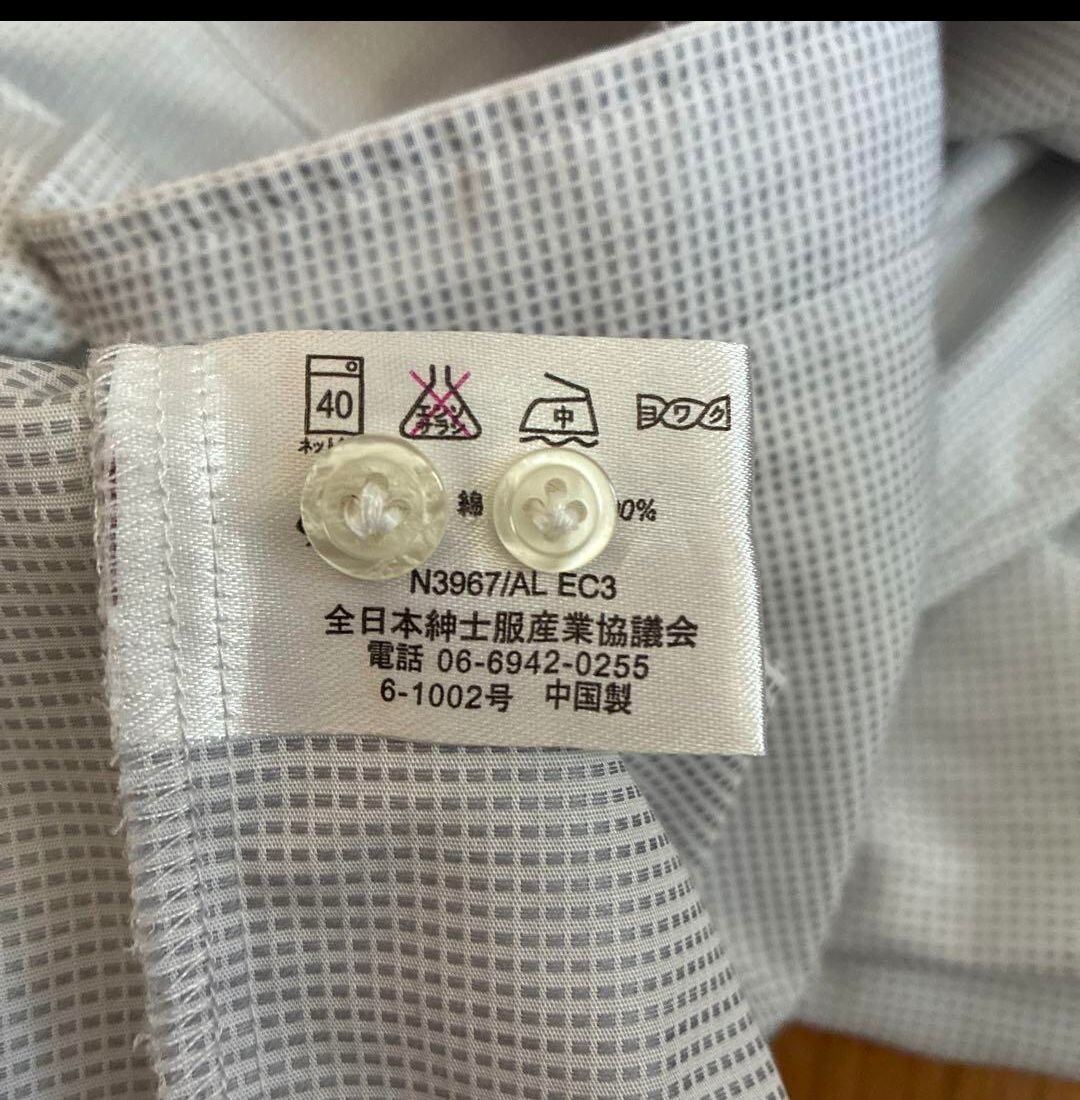 40 エンソサラシ 中 ヨワク
ネット
綿 0%
N3967/AL EC3
全日本紳士服産業協議会
電話 06-6942-0255
6-1002号 中国製